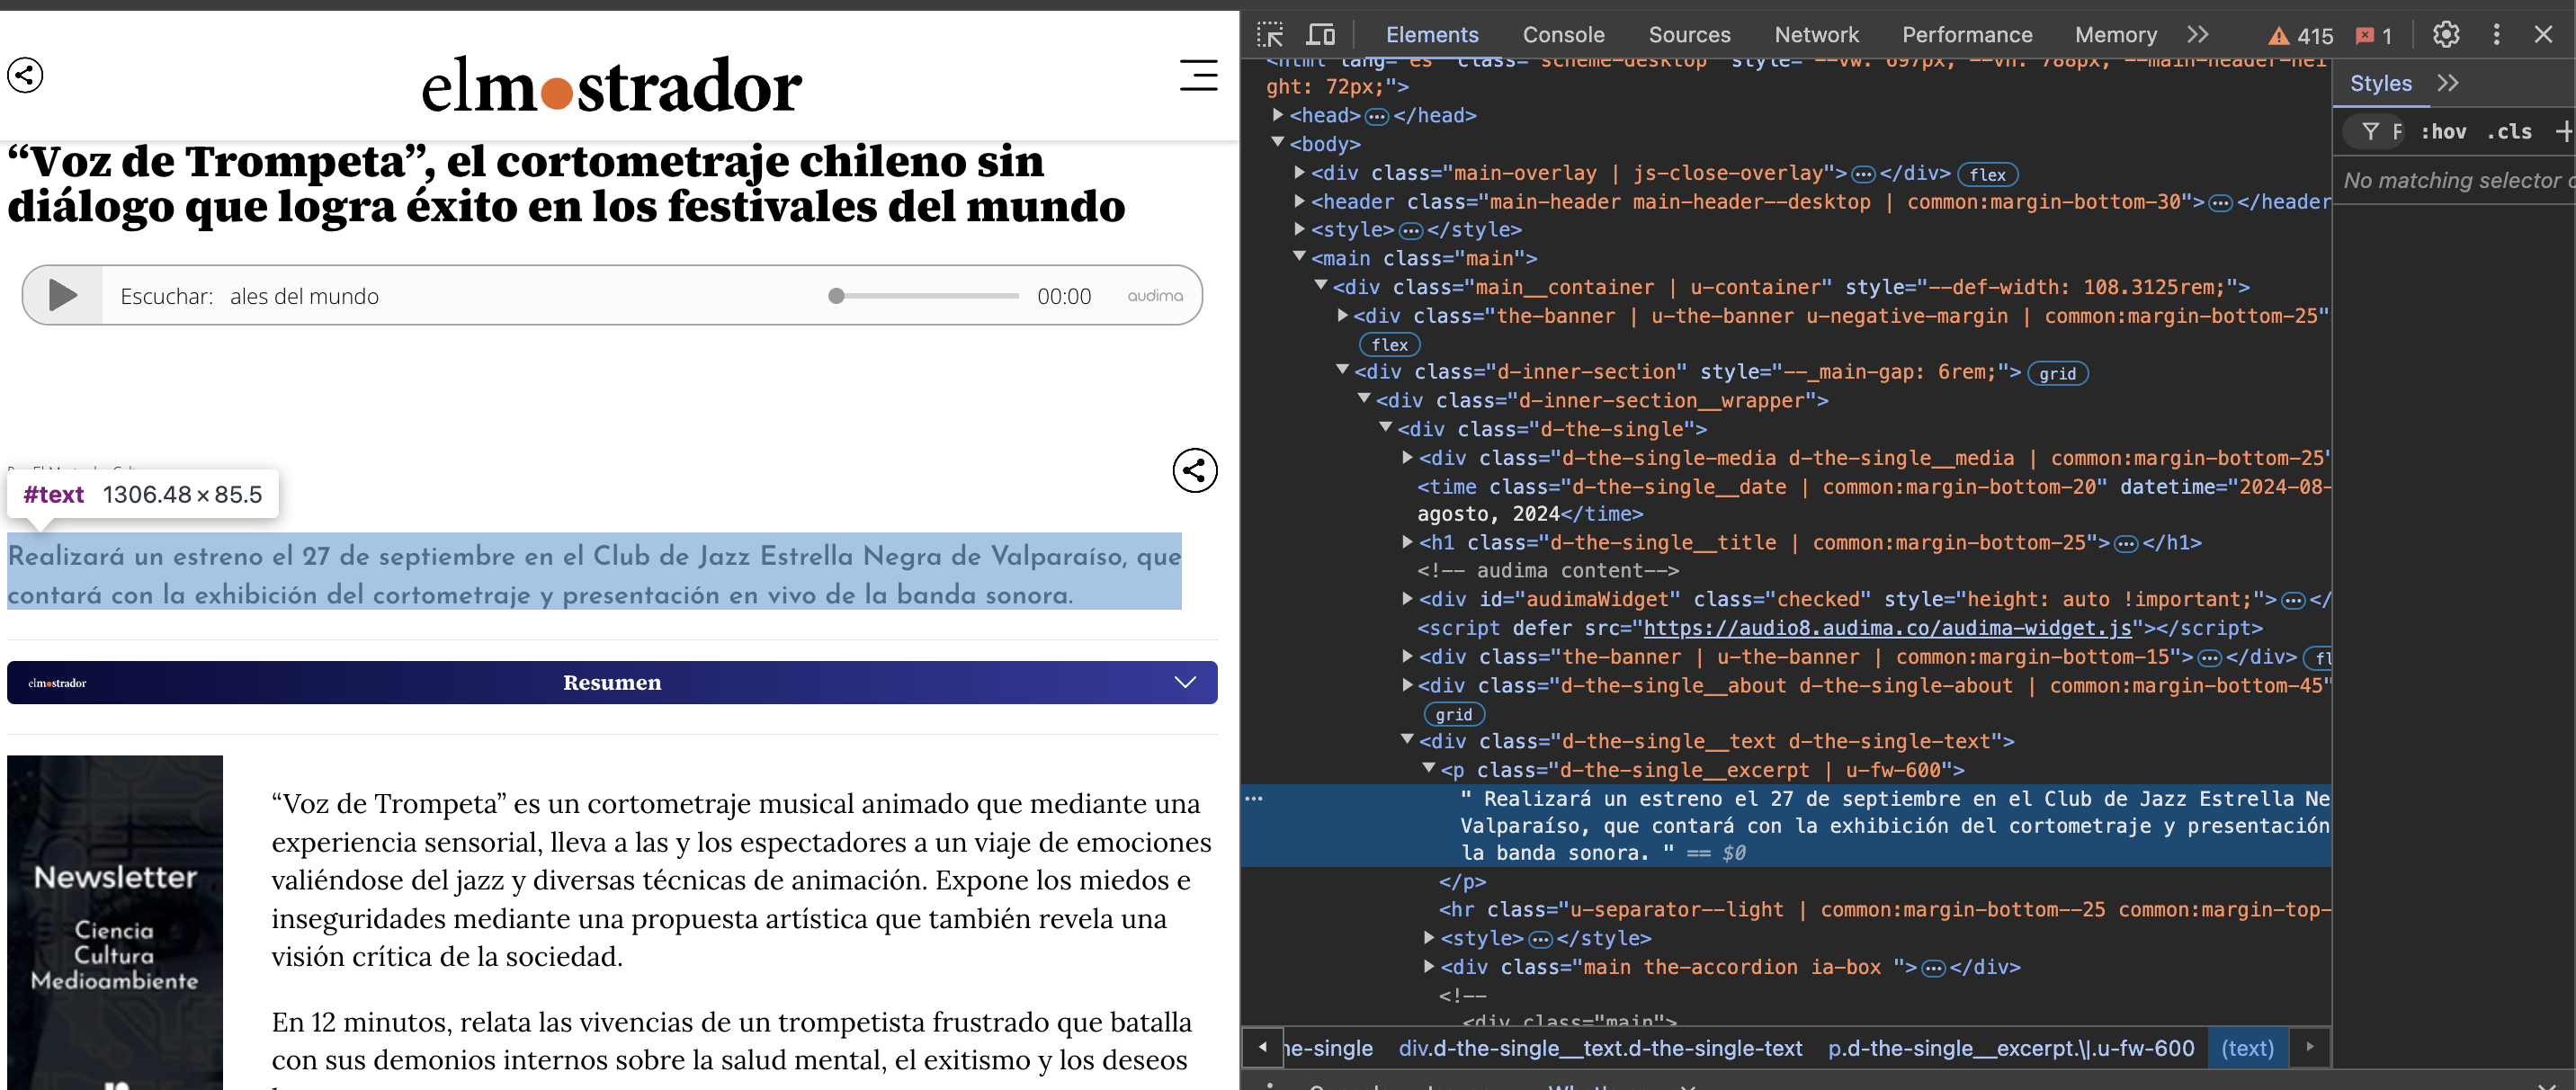 elmostrador
“Voz de Trompeta”, el cortometraje chileno sin
diálogo que logra éxito en los festivales del mundo
Escuchar: ales del mundo 00:00 audima
#text 1306.48 × 85.5
Realizará un estreno el 27 de septiembre en el Club de Jazz Estrella Negra de Valparaíso, que
contará con la exhibición del cortometraje y presentación en vivo de la banda sonora.
elmostrador Resumen
Newsletter
Ciencia
Cultura
Medioambiente
“Voz de Trompeta” es un cortometraje musical animado que mediante una
experiencia sensorial, lleva a las y los espectadores a un viaje de emociones
valiéndose del jazz y diversas técnicas de animación. Expone los miedos e
inseguridades mediante una propuesta artística que también revela una
visión crítica de la sociedad.
En 12 minutos, relata las vivencias de un trompetista frustrado que batalla
con sus demonios internos sobre la salud mental, el exitismo y los deseos
Elements Console Sources Network Performance Memory 415 1
ght: 72px;">
<head>…</head>
<body>
<div class="main-overlay | js-close-overlay">…</div> flex
<header class="main-header main-header--desktop | common:margin-bottom-30">…</header
<style>…</style>
<main class="main">
<div class="main__container | u-container" style="--def-width: 108.3125rem;">
<div class="the-banner | u-the-banner u-negative-margin | common:margin-bottom-25"
flex
<div class="d-inner-section" style="--_main-gap: 6rem;"> grid
<div class="d-inner-section__wrapper">
<div class="d-the-single">
<div class="d-the-single-media d-the-single__media | common:margin-bottom-25"
<time class="d-the-single__date | common:margin-bottom-20" datetime="2024-08-
agosto, 2024</time>
<h1 class="d-the-single__title | common:margin-bottom-25">…</h1>
<!-- audima content-->
<div id="audimaWidget" class="checked" style="height: auto !important;">…</
<script defer src="https://audio8.audima.co/audima-widget.js"></script>
<div class="the-banner | u-the-banner | common:margin-bottom-15">…</div>
<div class="d-the-single__about d-the-single-about | common:margin-bottom-45"
grid
<div class="d-the-single__text d-the-single-text">
<p class="d-the-single__excerpt | u-fw-600">
" Realizará un estreno el 27 de septiembre en el Club de Jazz Estrella Ne
Valparaíso, que contará con la exhibición del cortometraje y presentación
la banda sonora. " == $0
</p>
<hr class="u-separator--light | common:margin-bottom--25 common:margin-top-
<style>…</style>
<div class="main the-accordion ia-box ">…</div>
<!--
<div class="main">
he-single div.d-the-single__text.d-the-single-text p.d-the-single__excerpt.\|.u-fw-600 (text)
Styles
F :hov .cls +
No matching selector